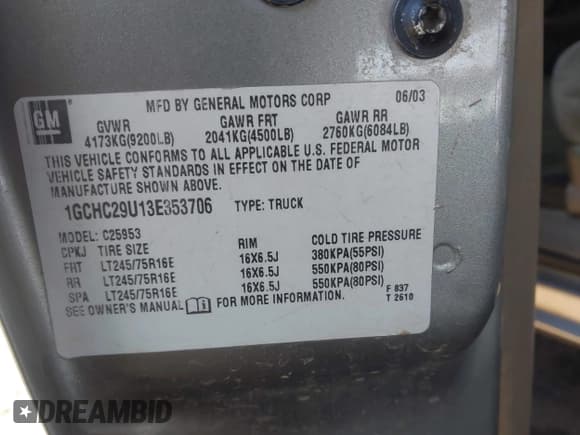 GM
MFD BY GENERAL MOTORS CORP 06/03
GVWR GAWR FRT GAWR RR
4173KG(9200LB) 2041KG(4500LB) 2760KG(6084LB)
THIS VEHICLE CONFORMS TO ALL APPLICABLE U.S. FEDERAL MOTOR
VEHICLE SAFETY STANDARDS IN EFFECT ON THE DATE OF
MANUFACTURE SHOWN ABOVE.
1GCHC29U13E353706 TYPE: TRUCK
MODEL: C25953
CPKJ TIRE SIZE RIM COLD TIRE PRESSURE
FRT LT245/75R16E 16X6.5J 380KPA(55PSI)
RR LT245/75R16E 16X6.5J 550KPA(80PSI)
SPA LT245/75R16E 16X6.5J 550KPA(80PSI)
SEE OWNER'S MANUAL FOR MORE INFORMATION.
F 837
T 2610
DREAMBID